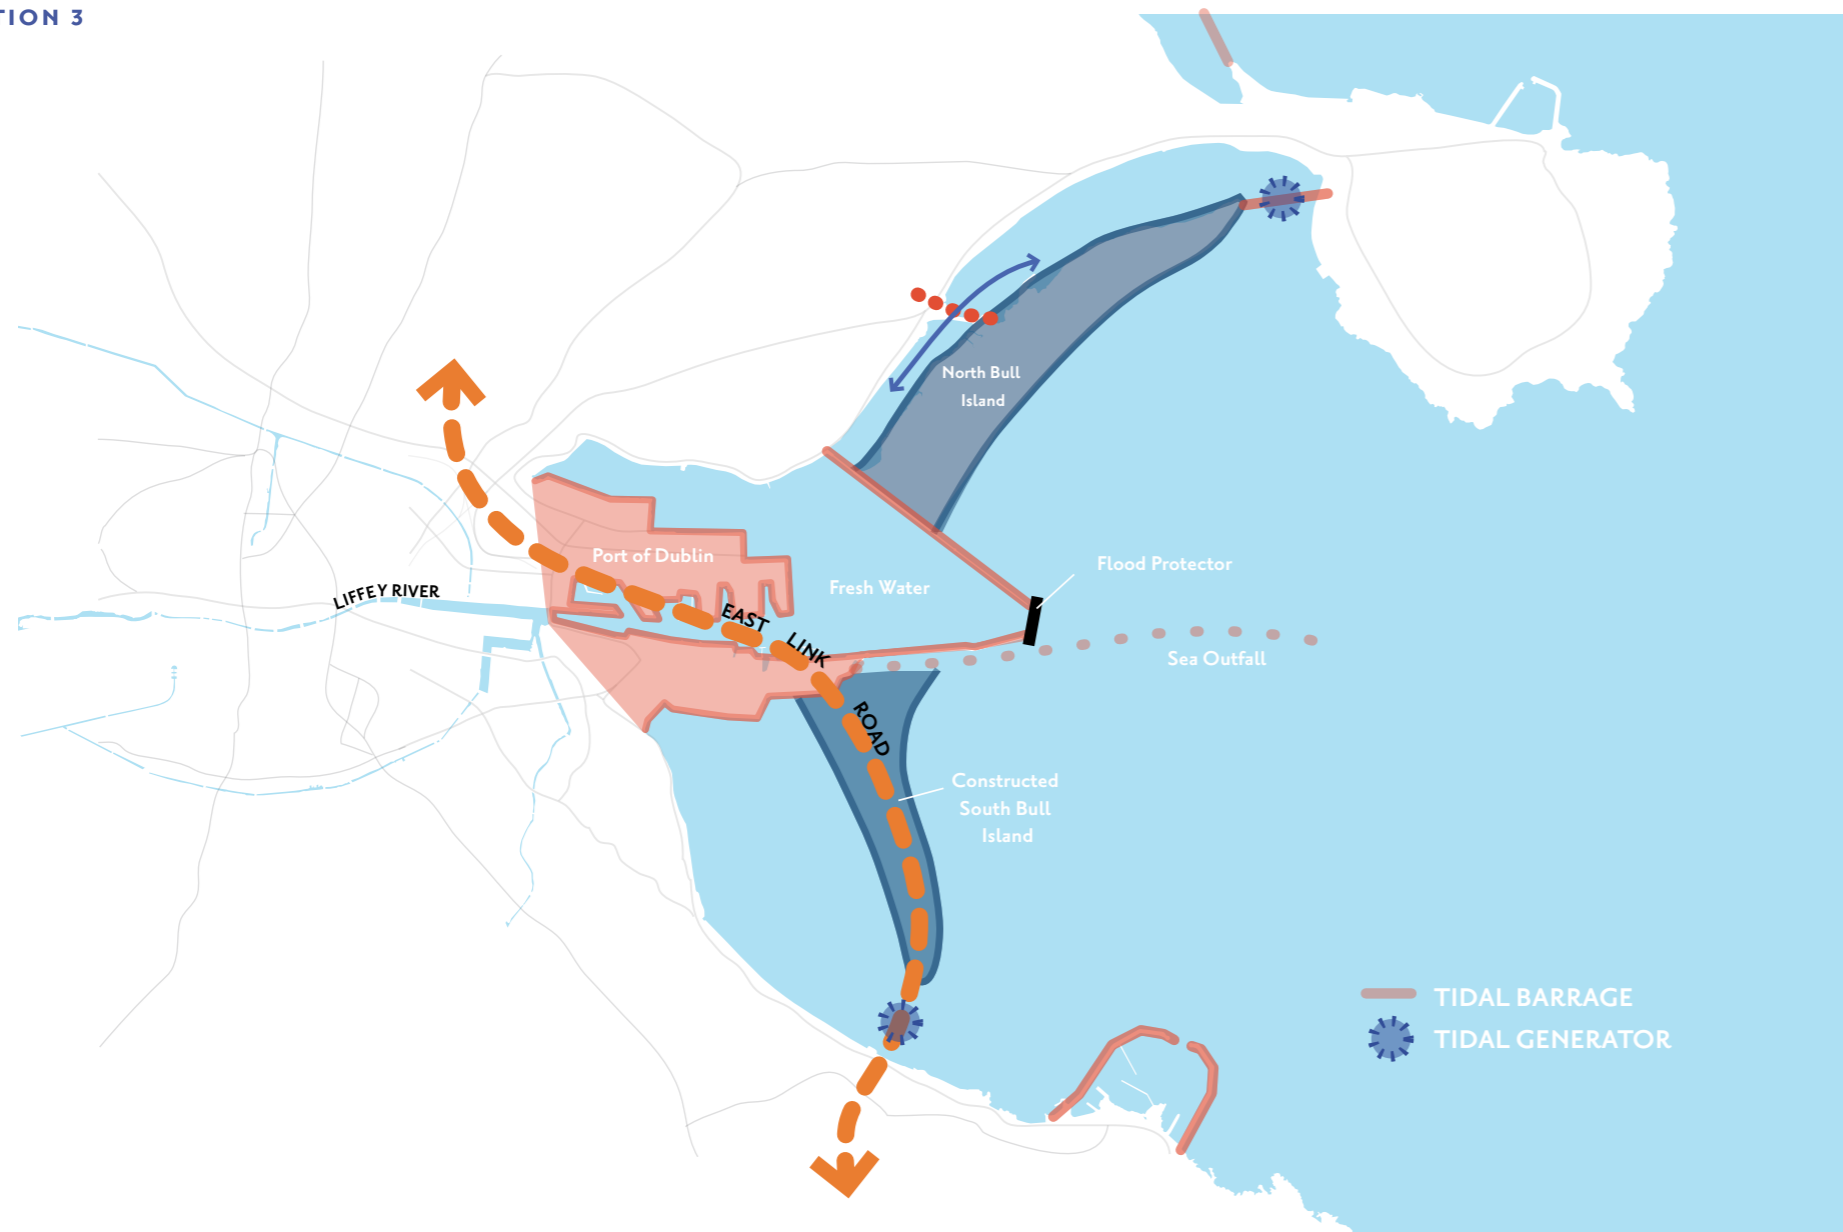 TION 3
North Bull
Island
Port of Dublin
Flood Protector
Fresh Water
LIFFEY RIVER
EAST LINK ROAD
Sea Outfall
Constructed
South Bull
Island
TIDAL BARRAGE
TIDAL GENERATOR